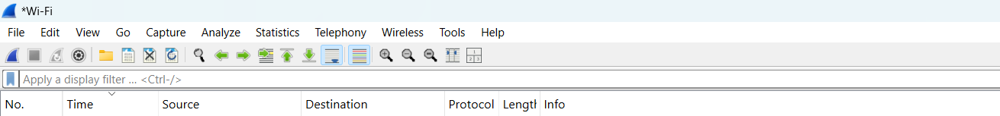 *Wi-Fi
File Edit View Go Capture Analyze Statistics Telephony Wireless Tools Help
Apply a display filter ... <Ctrl-/>
No. Time Source Destination Protocol Length Info